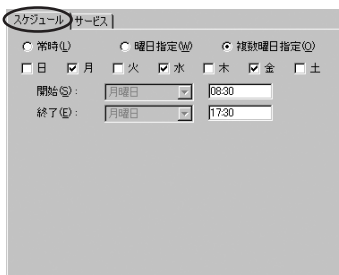 スケジュール サービス
常時(L) 曜日指定(W) 複数曜日指定(O)
日 月 火 水 木 金 土
開始(S): 月曜日 08:30
終了(E): 月曜日 17:30